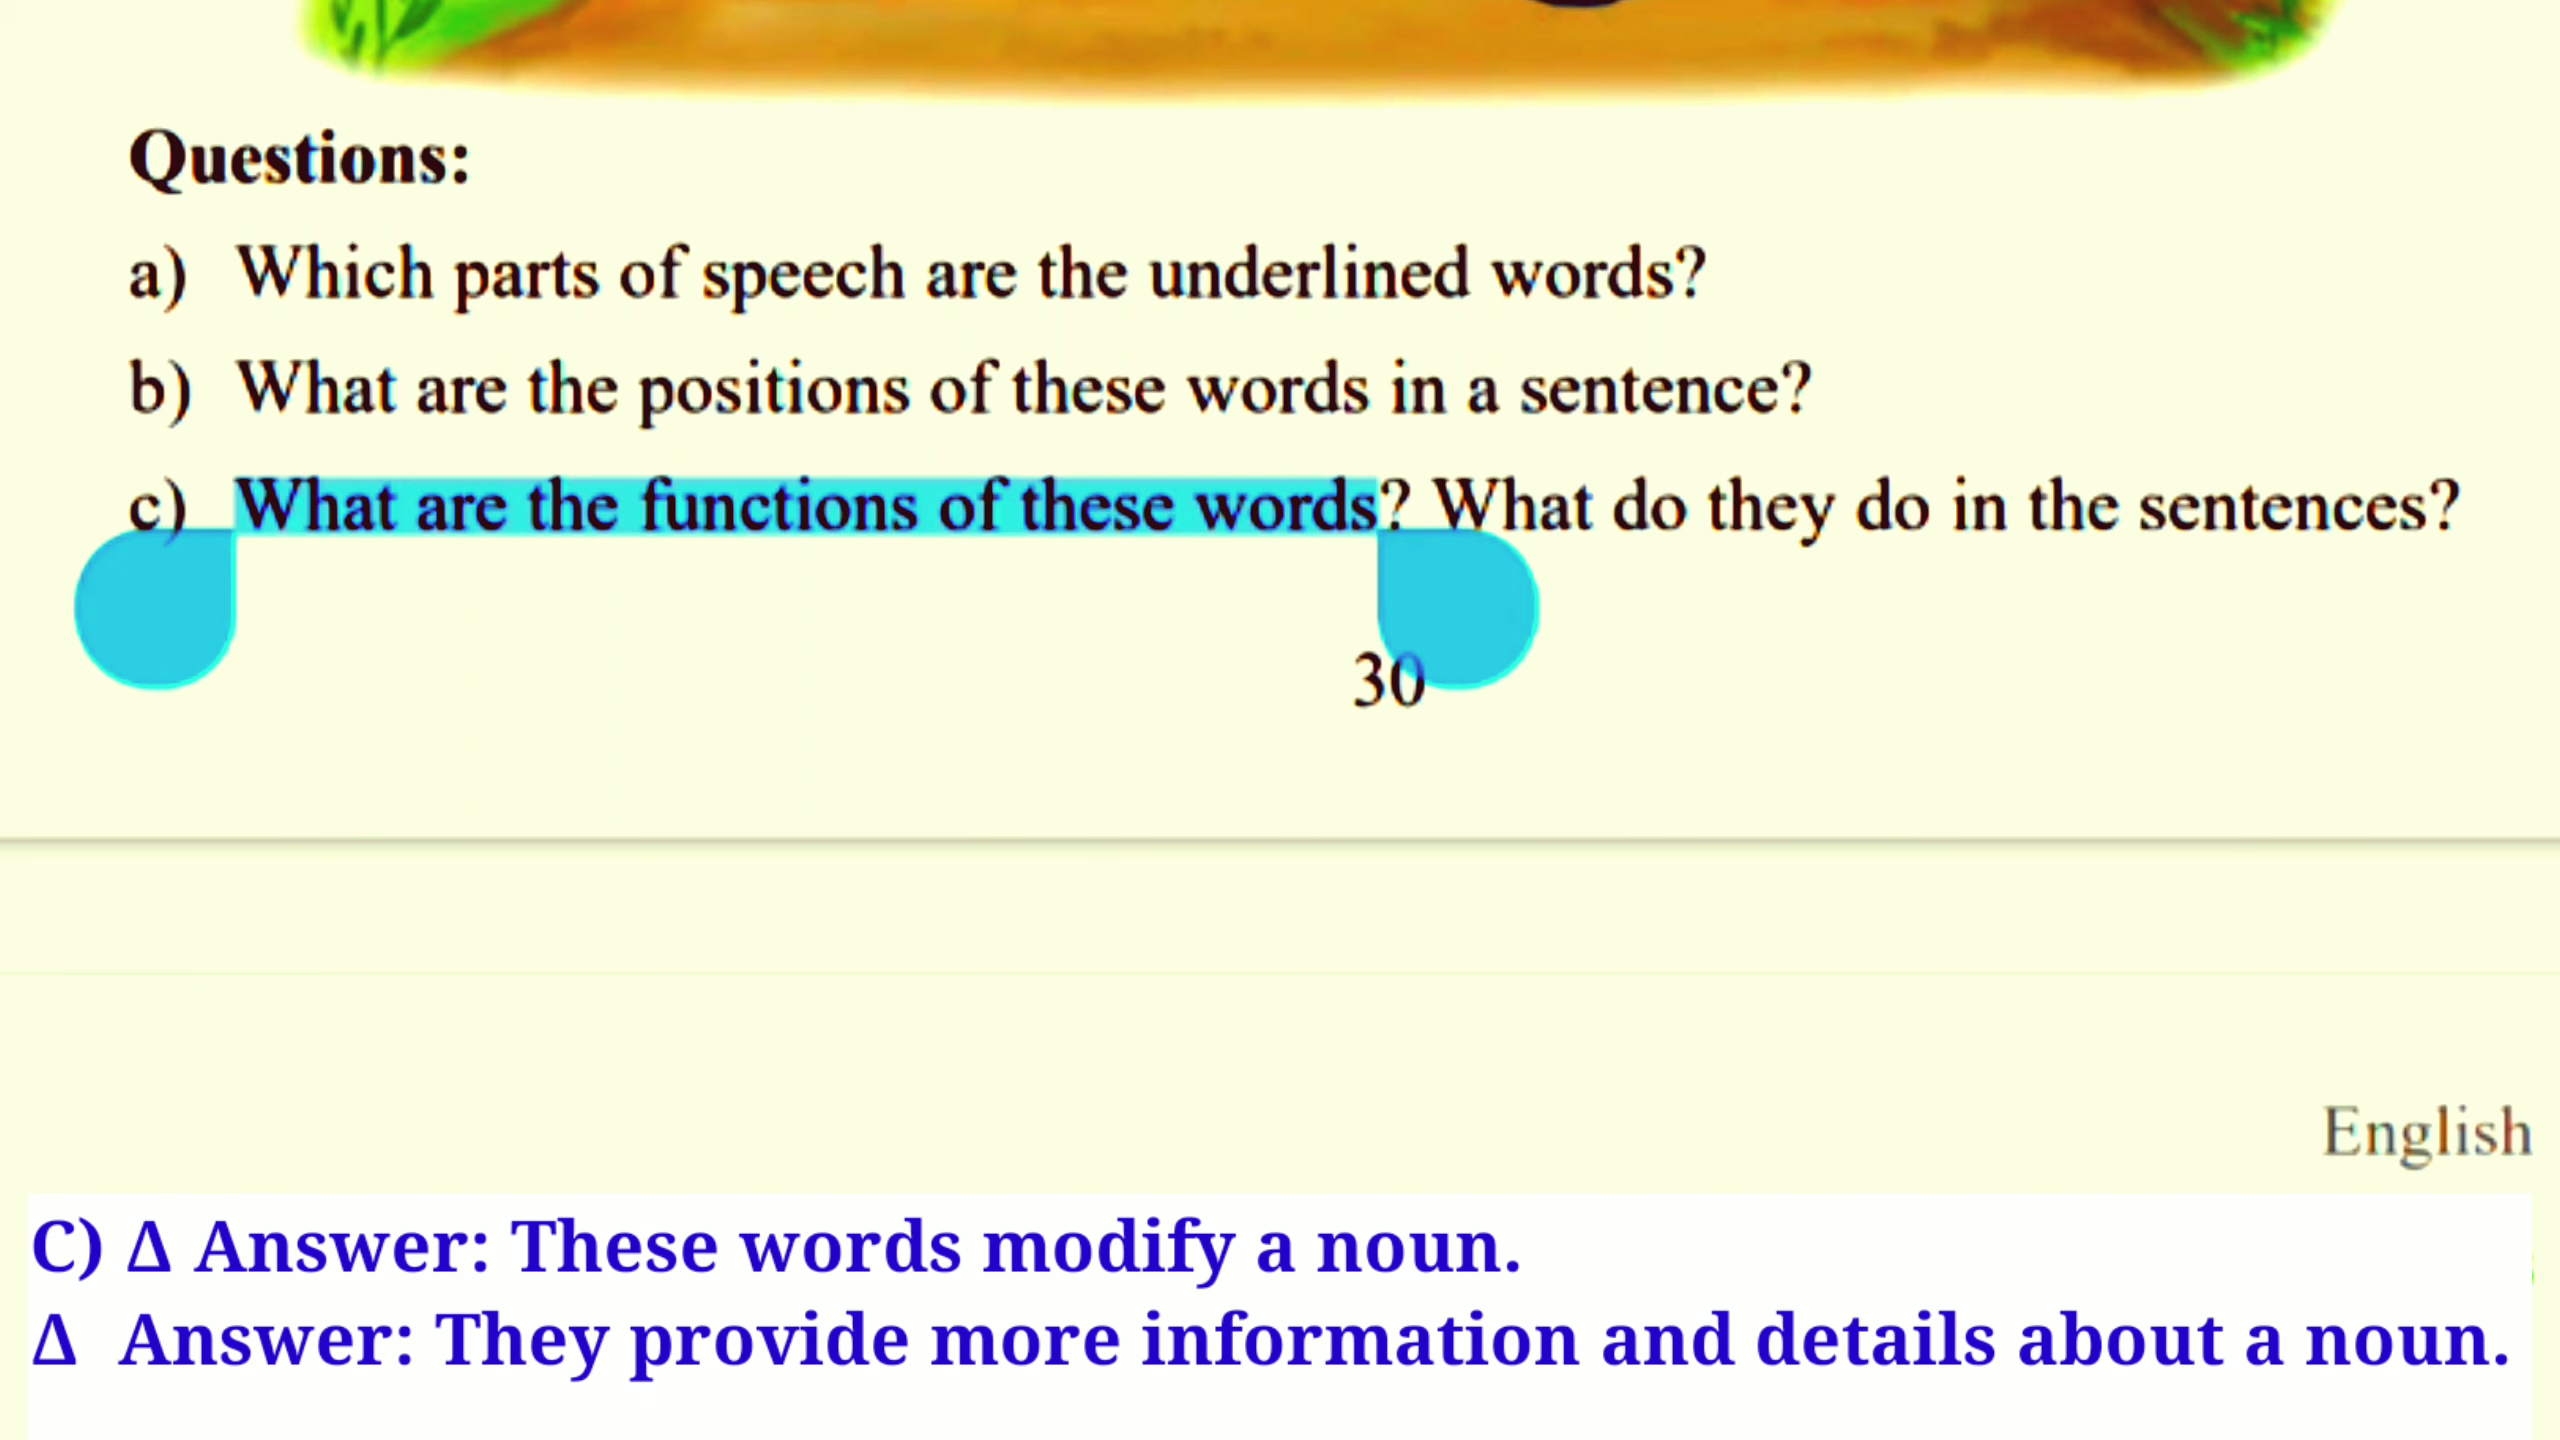 Questions:
a) Which parts of speech are the underlined words?
b) What are the positions of these words in a sentence?
c) What are the functions of these words? What do they do in the sentences?
30
English
C) Δ Answer: These words modify a noun.
Δ Answer: They provide more information and details about a noun.